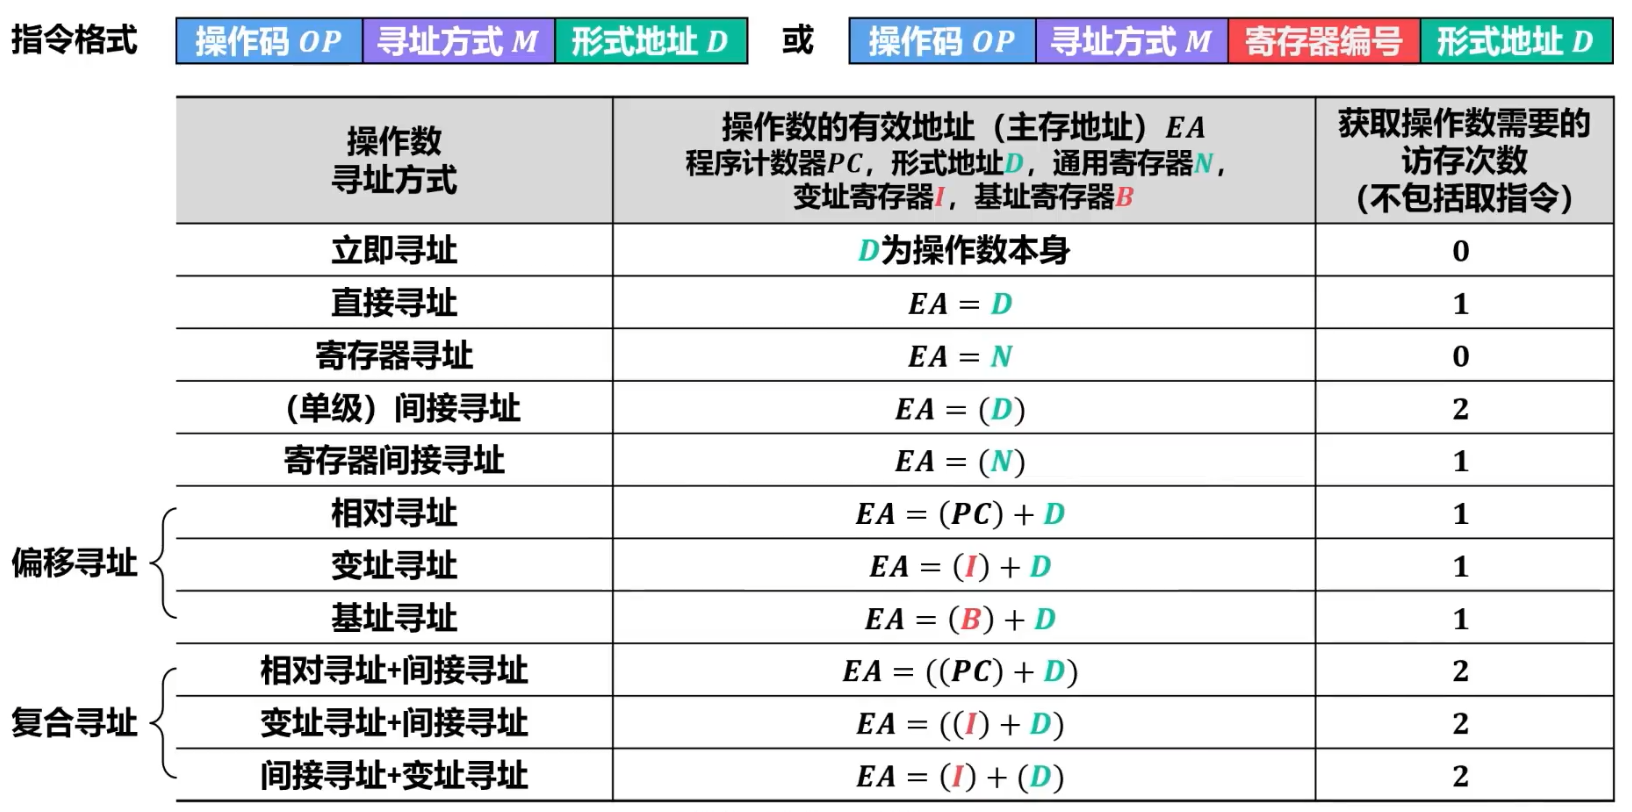 指令格式 操作码 OP 寻址方式 M 形式地址 D 或 操作码 OP 寻址方式 M 寄存器编号 形式地址 D
操作数
寻址方式
操作数的有效地址（主存地址）EA
程序计数器PC，形式地址D，通用寄存器N，
变址寄存器I，基址寄存器B
获取操作数需要的
访存次数
（不包括取指令）
立即寻址 D为操作数本身 0
直接寻址 EA = D 1
寄存器寻址 EA = N 0
（单级）间接寻址 EA = (D) 2
寄存器间接寻址 EA = (N) 1
偏移寻址
相对寻址 EA = (PC) + D 1
变址寻址 EA = (I) + D 1
基址寻址 EA = (B) + D 1
复合寻址
相对寻址+间接寻址 EA = ((PC) + D) 2
变址寻址+间接寻址 EA = ((I) + D) 2
间接寻址+变址寻址 EA = (I) + (D) 2